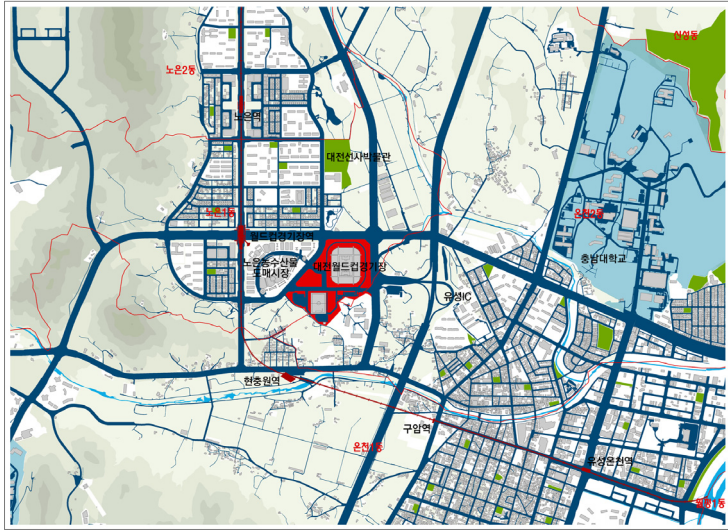 신성동
노은2동
노은역
대전선사박물관
노은1동
온천2동
월드컵경기장역
노은농수산물
도매시장
대전월드컵경기장
충남대학교
유성IC
현충원역
구암역
온천1동
유성온천역
월평1동